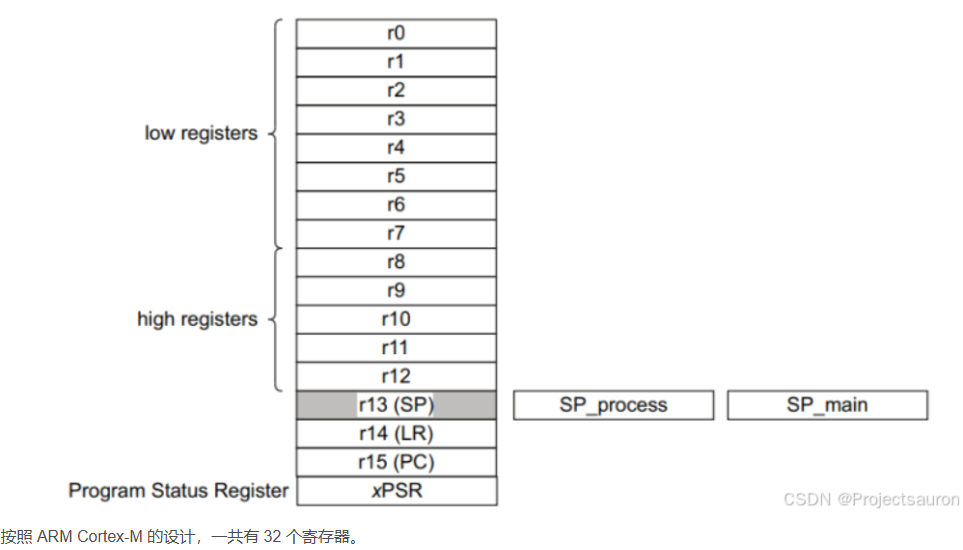 r0
r1
r2
r3
low registers
r4
r5
r6
r7
r8
r9
high registers
r10
r11
r12
r13 (SP) SP_process SP_main
r14 (LR)
r15 (PC)
Program Status Register xPSR
CSDN @Projectsauron
按照 ARM Cortex-M 的设计，一共有 32 个寄存器。